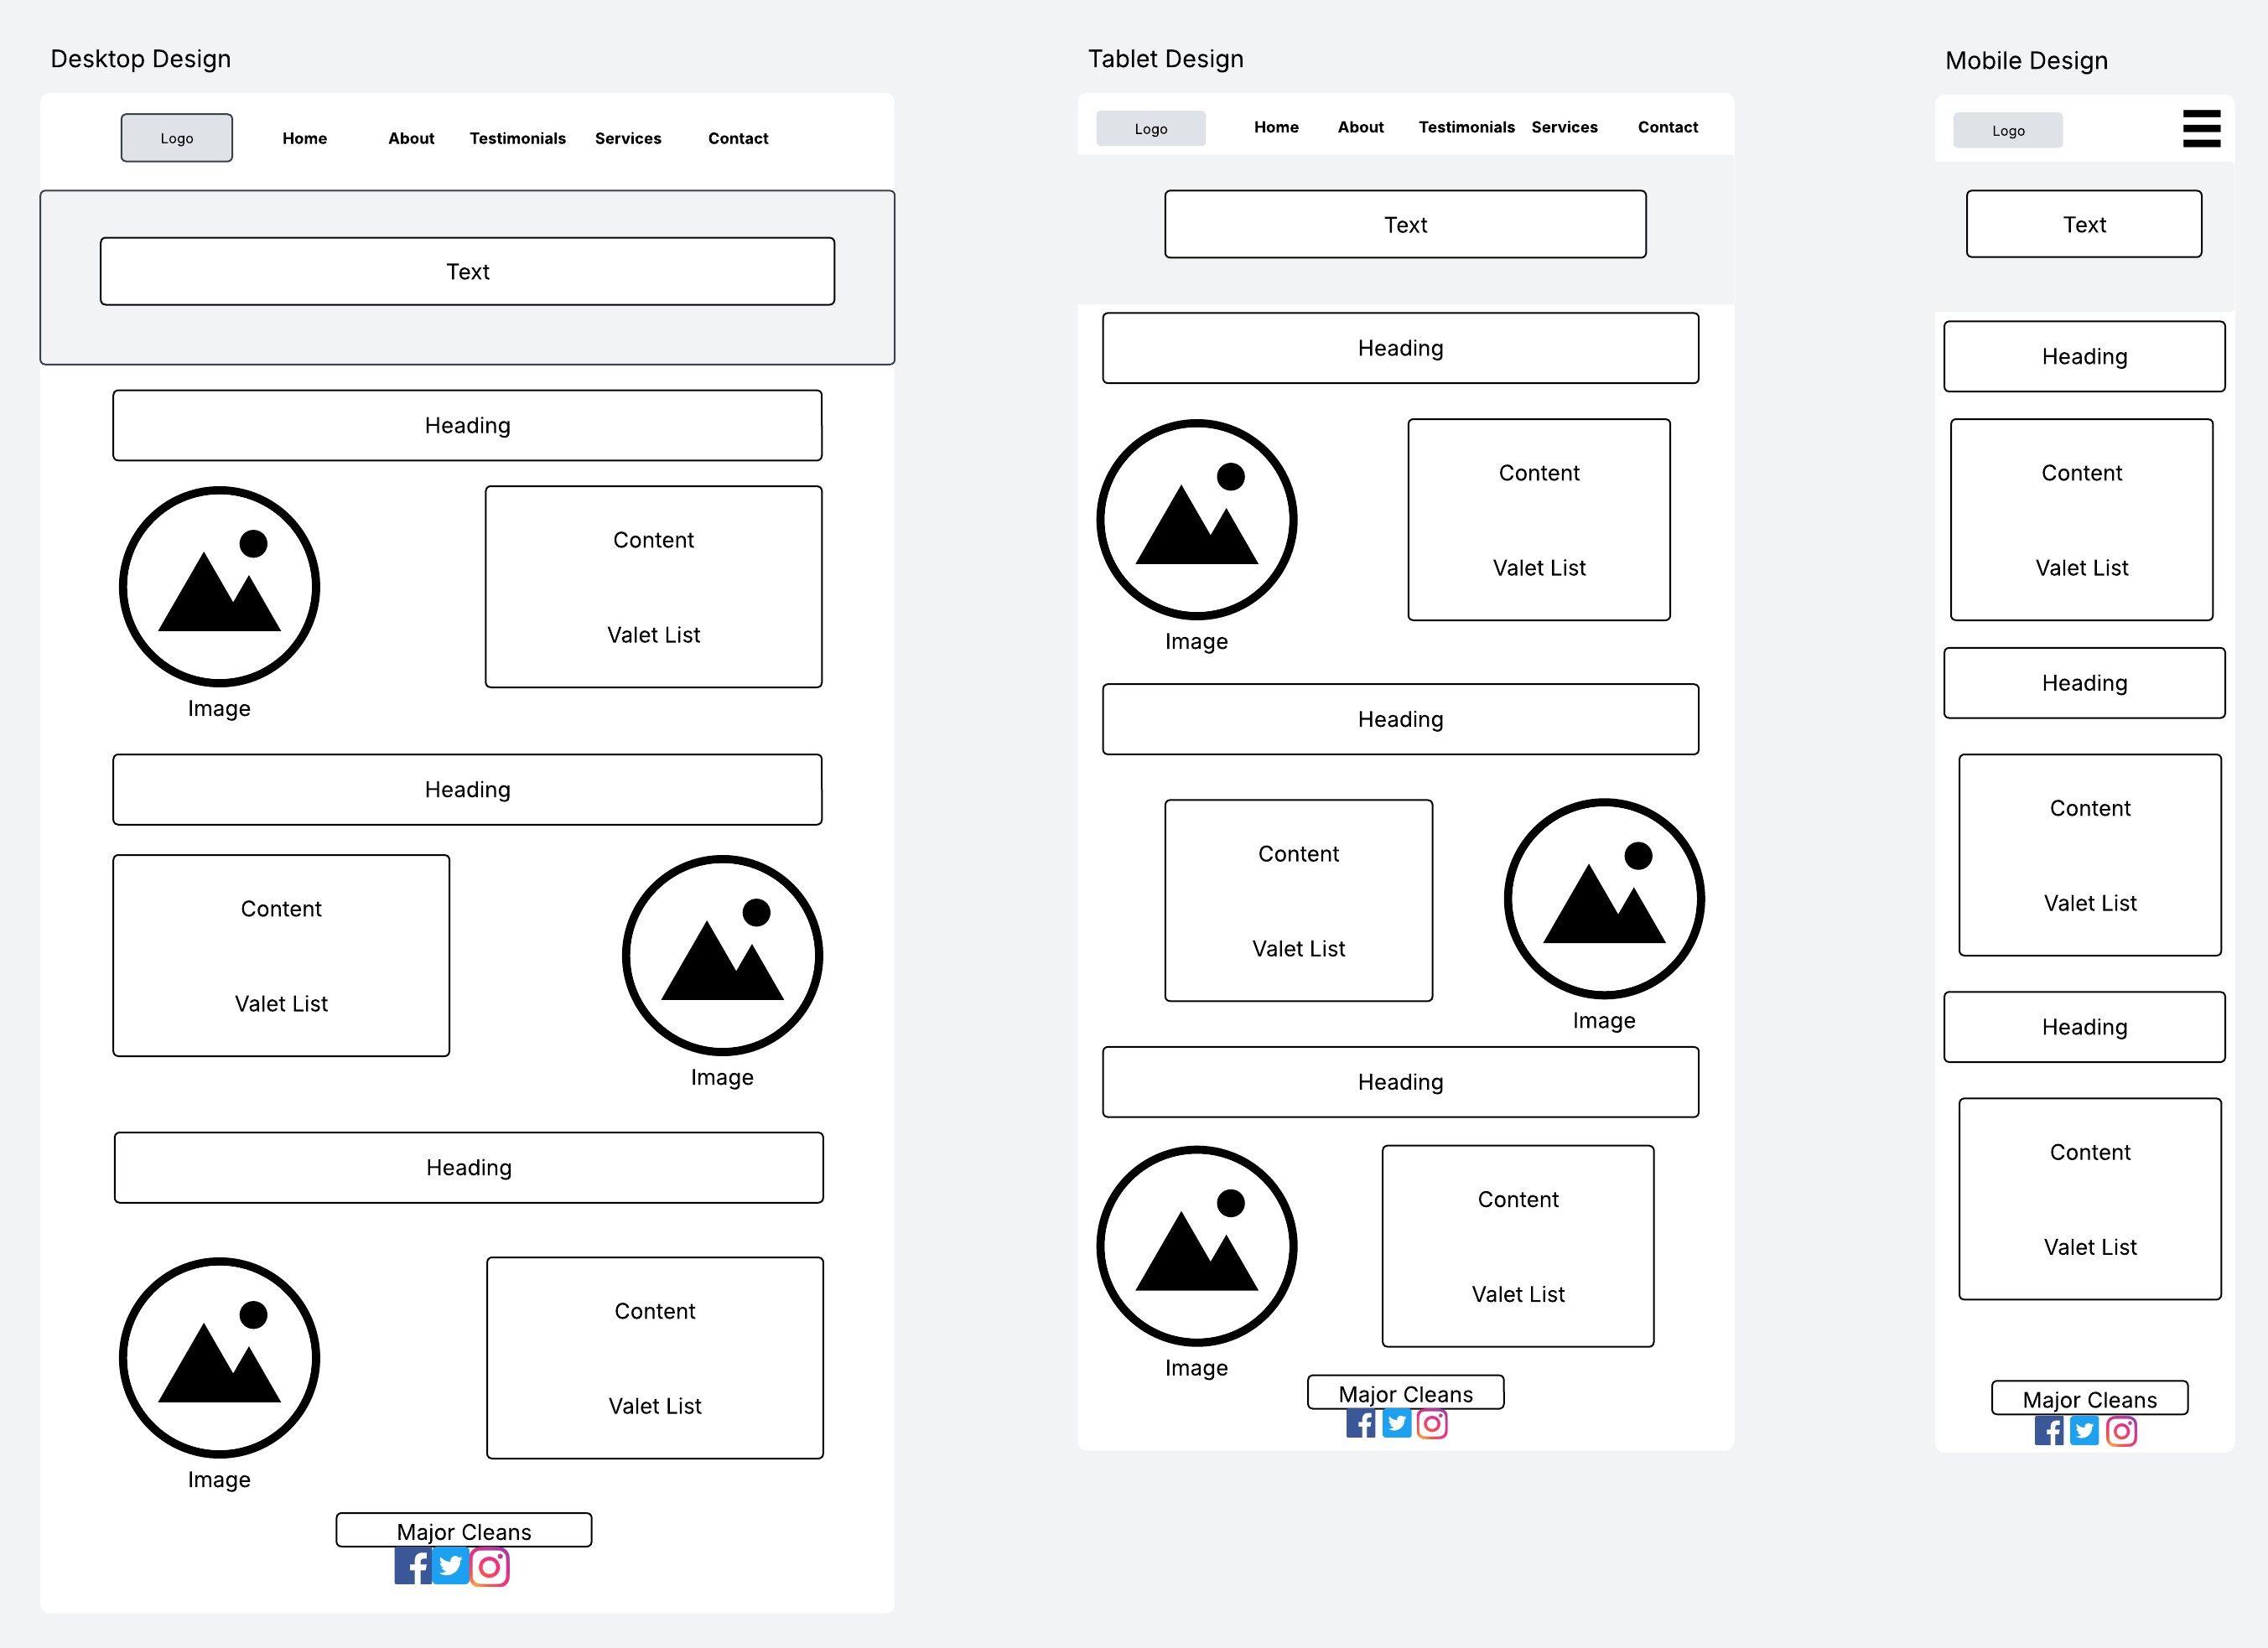 Desktop Design
Logo
Home
About
Testimonials
Services
Contact
Text
Heading
Content
Valet List
Image
Heading
Content
Valet List
Image
Heading
Content
Valet List
Image
Major Cleans
Tablet Design
Logo
Home
About
Testimonials
Services
Contact
Text
Heading
Content
Valet List
Image
Heading
Content
Valet List
Image
Heading
Content
Valet List
Image
Major Cleans
Mobile Design
Logo
Text
Heading
Content
Valet List
Heading
Content
Valet List
Heading
Content
Valet List
Major Cleans